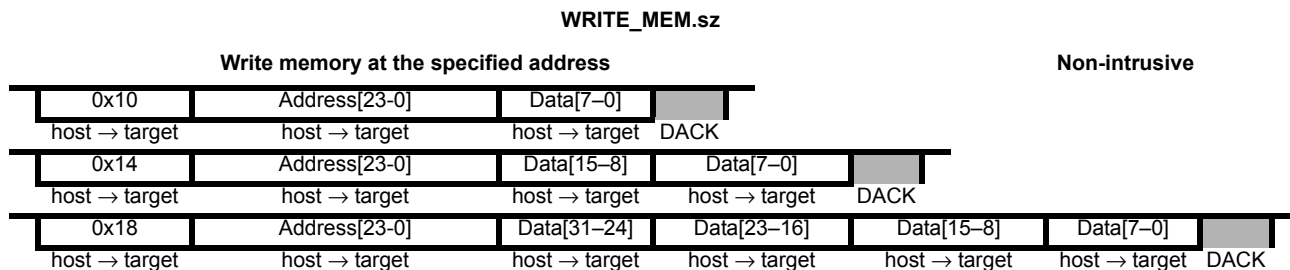 WRITE_MEM.sz
Write memory at the specified address Non-intrusive
0x10 Address[23-0] Data[7–0]
host → target host → target host → target DACK
0x14 Address[23-0] Data[15–8] Data[7–0]
host → target host → target host → target host → target DACK
0x18 Address[23-0] Data[31–24] Data[23–16] Data[15–8] Data[7–0]
host → target host → target host → target host → target host → target host → target DACK